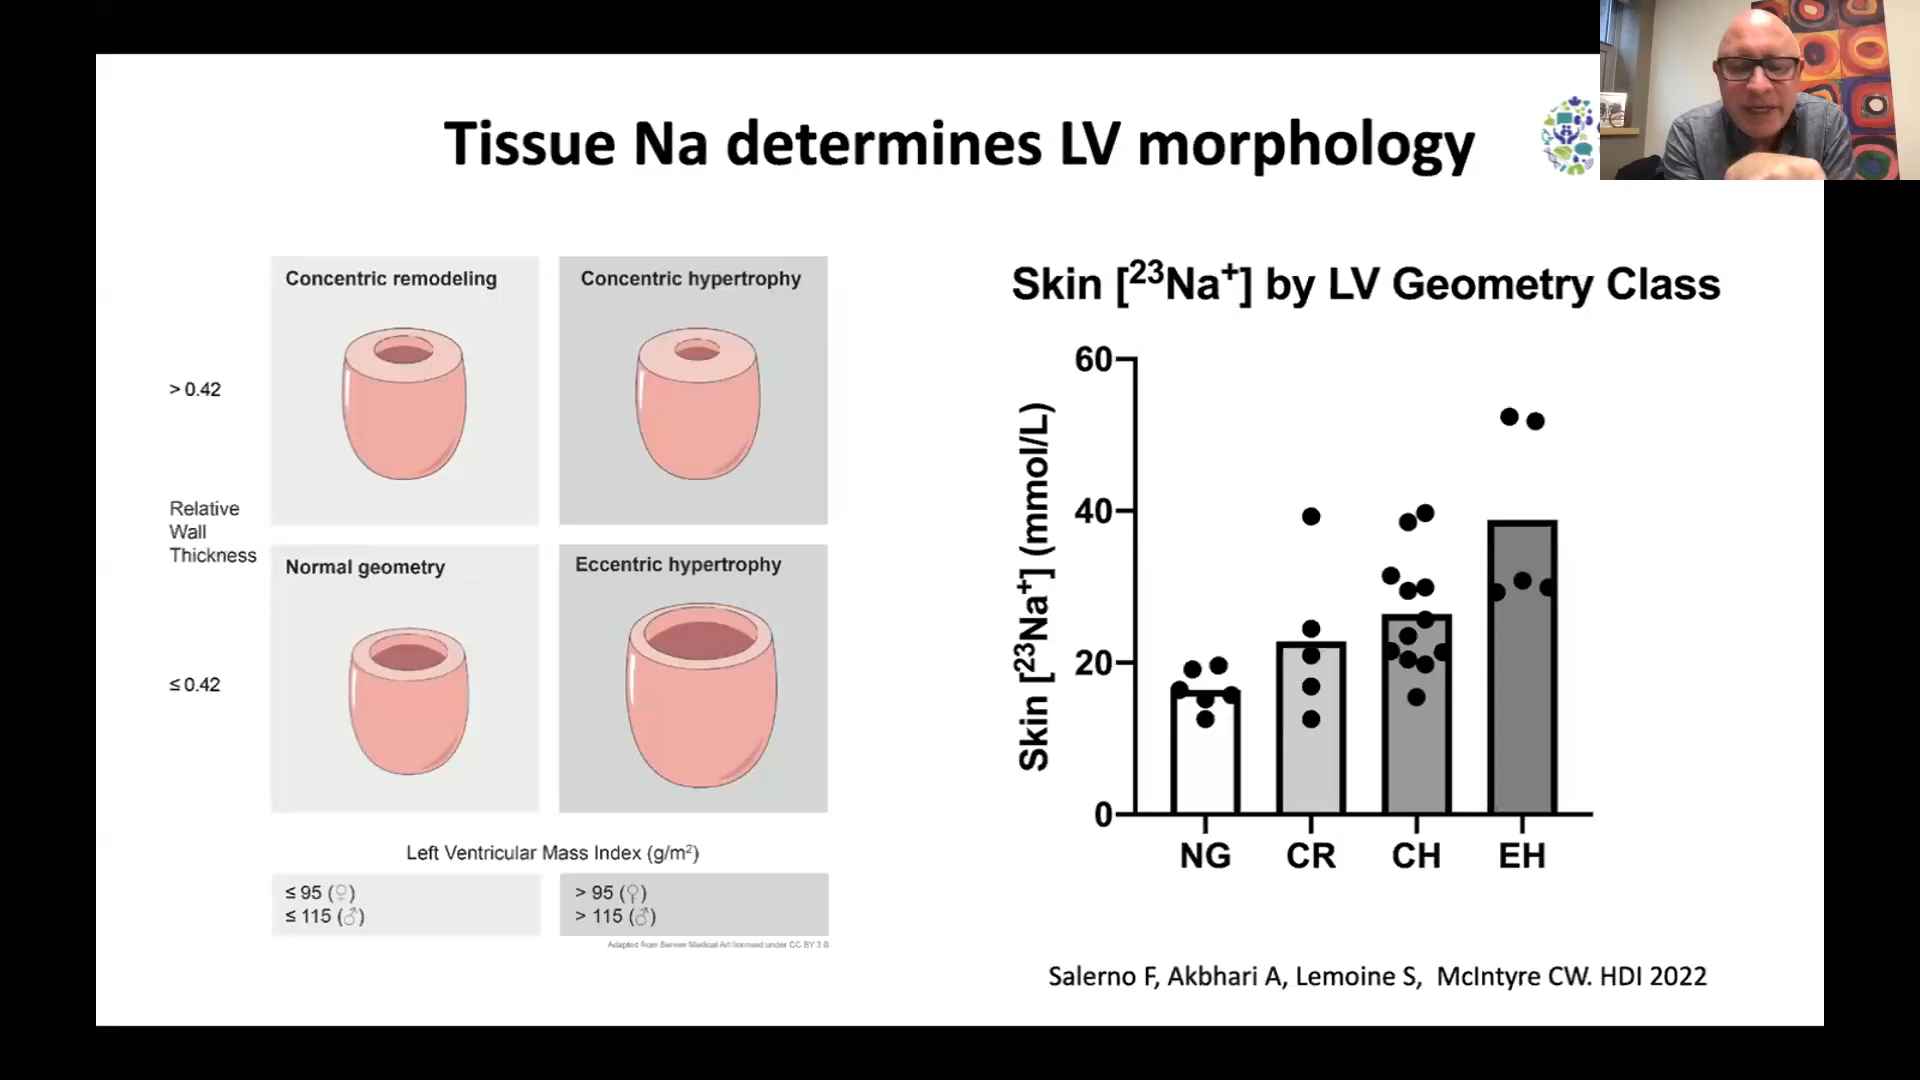 Tissue Na determines LV morphology
Concentric remodeling
Concentric hypertrophy
> 0.42
Relative
Wall
Thickness
Normal geometry
Eccentric hypertrophy
≤ 0.42
Left Ventricular Mass Index (g/m²)
≤ 95 (♀)
≤ 115 (♂)
> 95 (♀)
> 115 (♂)
Adapted from Servier Medical Art licensed under CC BY 3.0
Skin [²³Na⁺] by LV Geometry Class
Skin [²³Na⁺] (mmol/L)
60
40
20
0
NG CR CH EH
Salerno F, Akbhari A, Lemoine S, McIntyre CW. HDI 2022